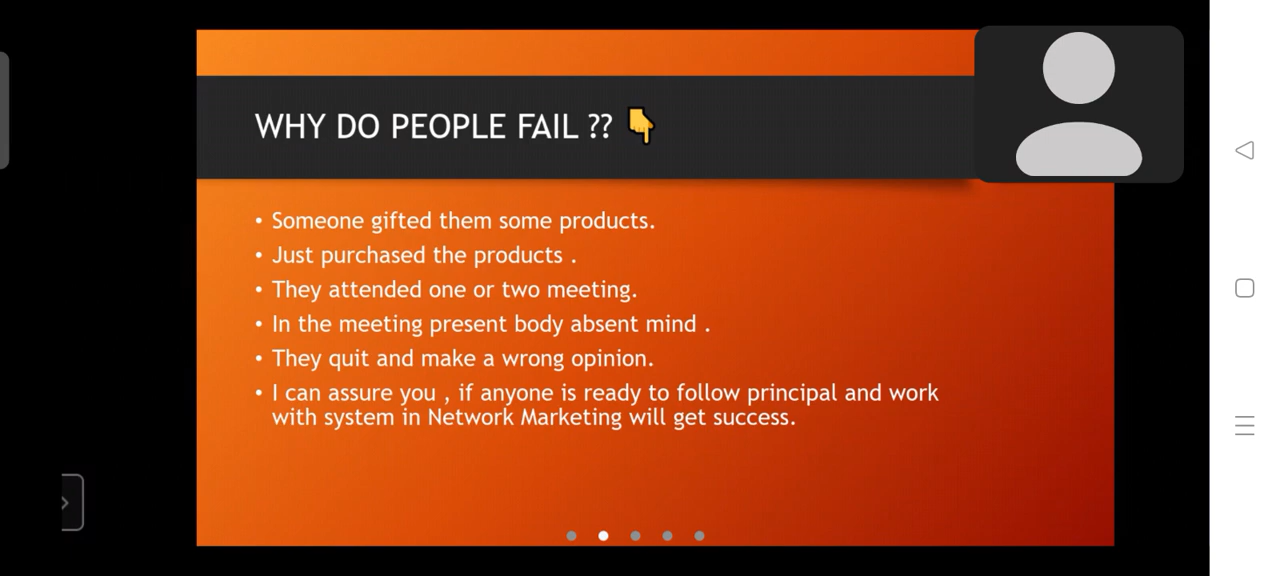 WHY DO PEOPLE FAIL ?? 👇
• Someone gifted them some products.
• Just purchased the products .
• They attended one or two meeting.
• In the meeting present body absent mind .
• They quit and make a wrong opinion.
• I can assure you , if anyone is ready to follow principal and work
with system in Network Marketing will get success.